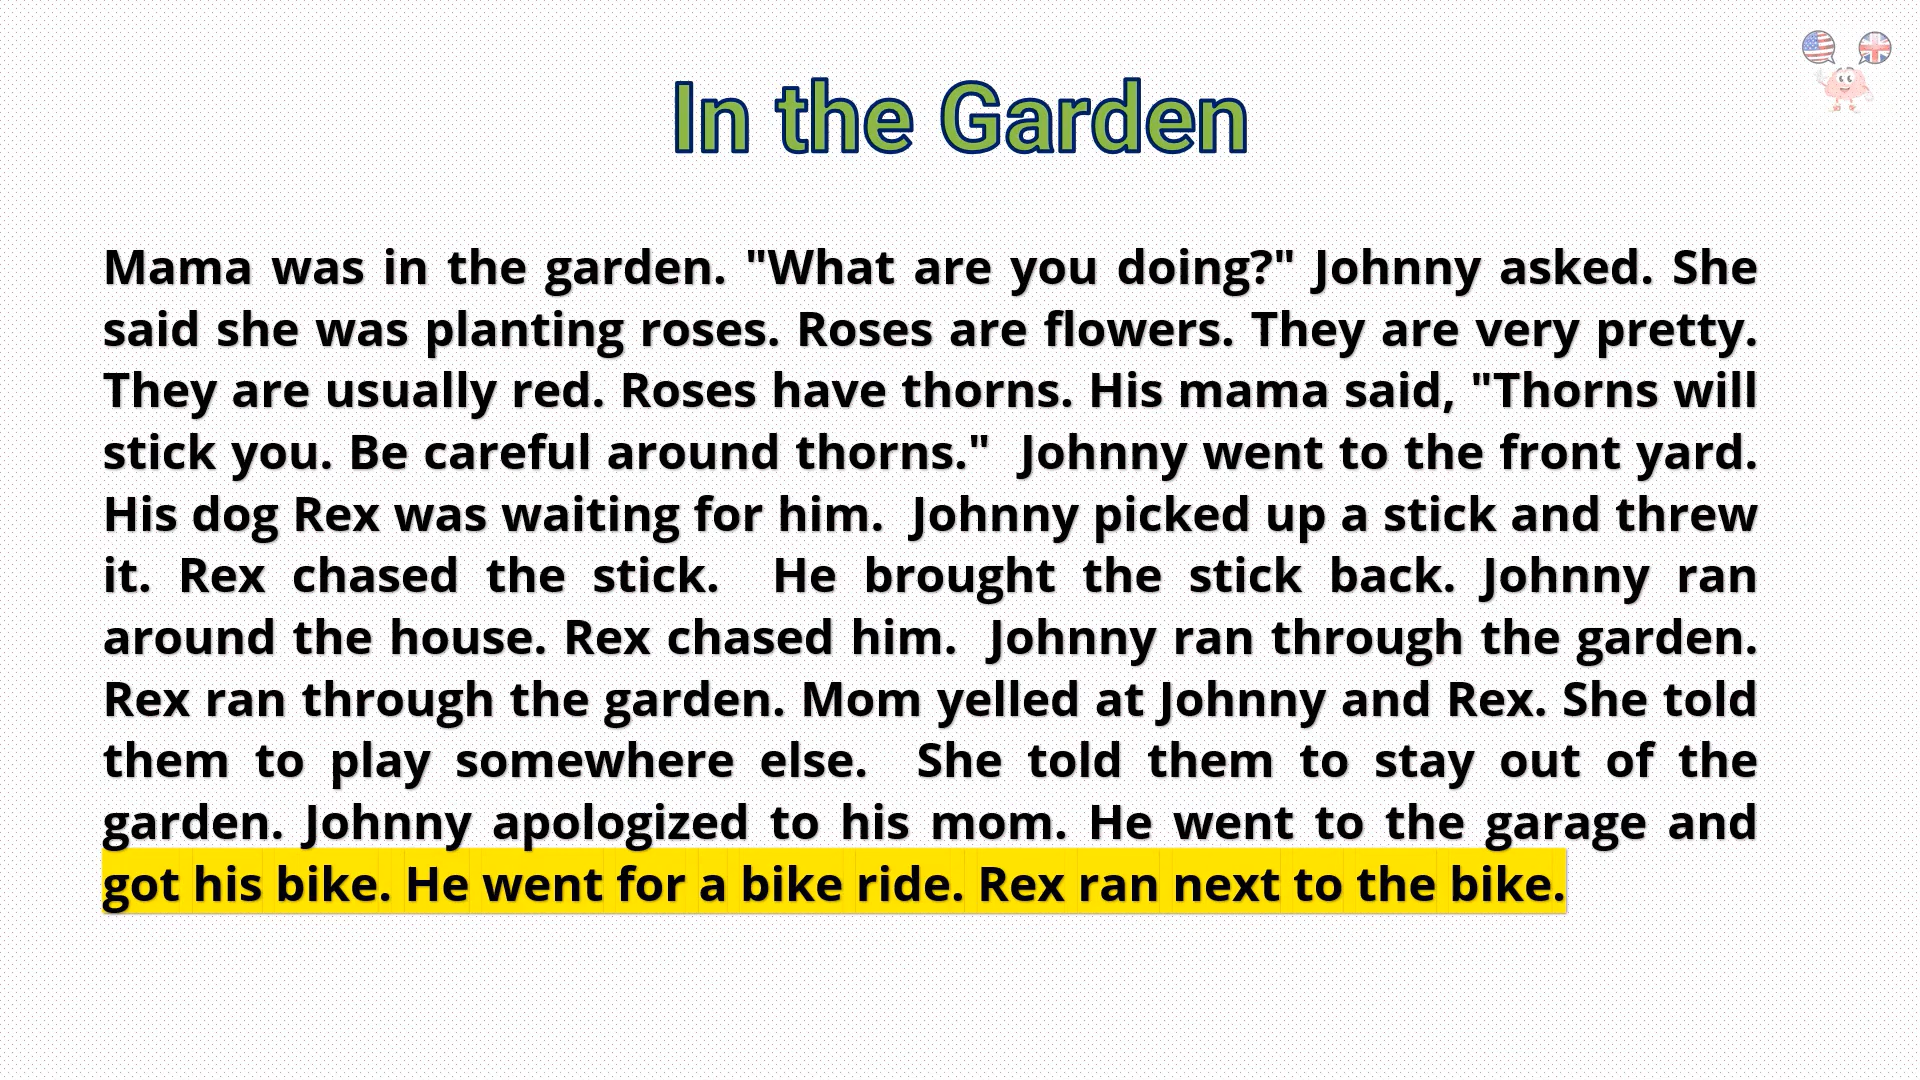 In the Garden
Mama was in the garden. "What are you doing?" Johnny asked. She
said she was planting roses. Roses are flowers. They are very pretty.
They are usually red. Roses have thorns. His mama said, "Thorns will
stick you. Be careful around thorns."  Johnny went to the front yard.
His dog Rex was waiting for him.  Johnny picked up a stick and threw
it. Rex chased the stick.  He brought the stick back. Johnny ran
around the house. Rex chased him.  Johnny ran through the garden.
Rex ran through the garden. Mom yelled at Johnny and Rex. She told
them to play somewhere else.  She told them to stay out of the
garden. Johnny apologized to his mom. He went to the garage and
got his bike. He went for a bike ride. Rex ran next to the bike.